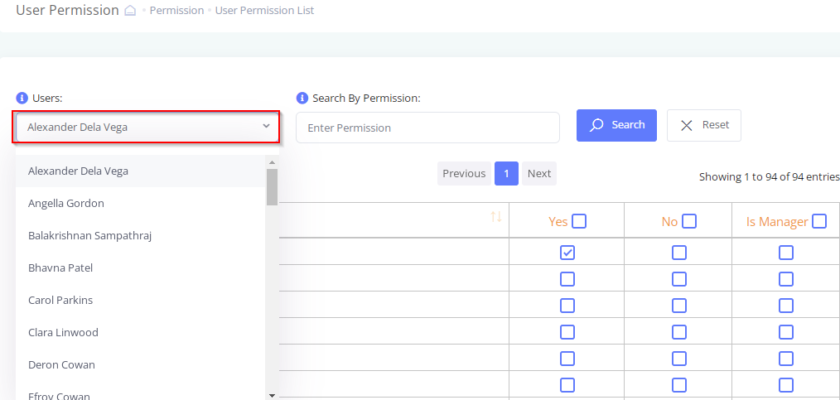 User Permission Permission User Permission List
Users: Search By Permission:
Alexander Dela Vega Enter Permission Search Reset
Alexander Dela Vega Previous 1 Next Showing 1 to 94 of 94 entries
Angella Gordon Yes No Is Manager
Balakrishnan Sampathraj
Bhavna Patel
Carol Parkins
Clara Linwood
Deron Cowan
Effroy Cowan